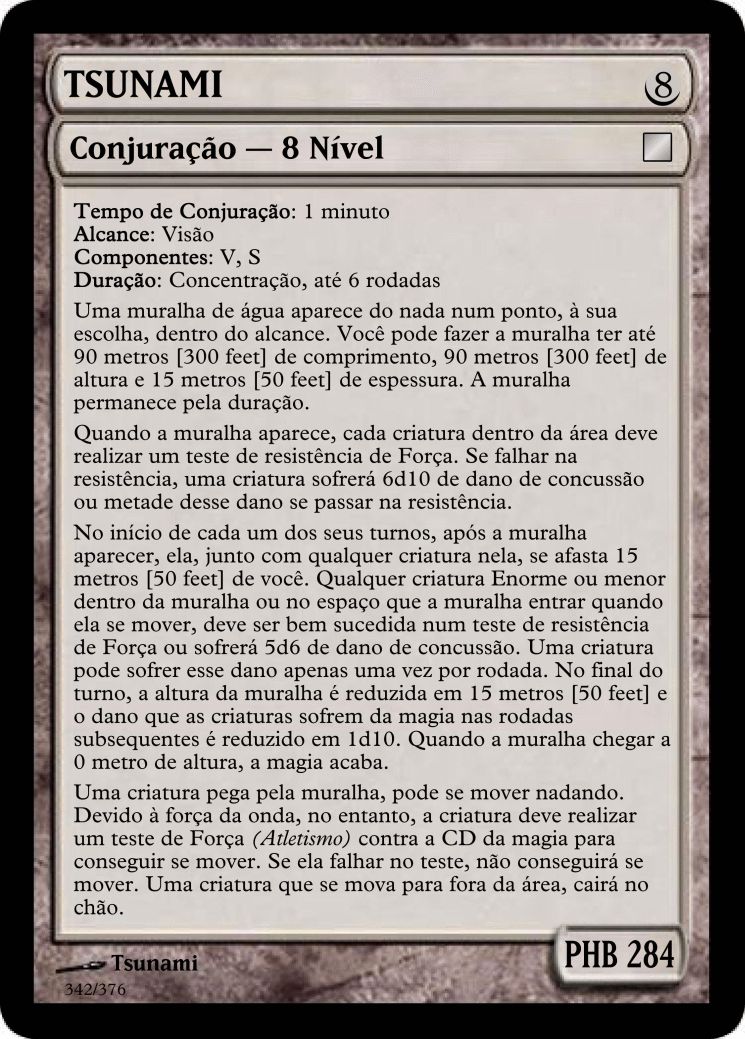 TSUNAMI
8
Conjuração — 8 Nível
Tempo de Conjuração: 1 minuto
Alcance: Visão
Componentes: V, S
Duração: Concentração, até 6 rodadas
Uma muralha de água aparece do nada num ponto, à sua
escolha, dentro do alcance. Você pode fazer a muralha ter até
90 metros [300 feet] de comprimento, 90 metros [300 feet] de
altura e 15 metros [50 feet] de espessura. A muralha
permanece pela duração.
Quando a muralha aparece, cada criatura dentro da área deve
realizar um teste de resistência de Força. Se falhar na
resistência, uma criatura sofrerá 6d10 de dano de concussão
ou metade desse dano se passar na resistência.
No início de cada um dos seus turnos, após a muralha
aparecer, ela, junto com qualquer criatura nela, se afasta 15
metros [50 feet] de você. Qualquer criatura Enorme ou menor
dentro da muralha ou no espaço que a muralha entrar quando
ela se mover, deve ser bem sucedida num teste de resistência
de Força ou sofrerá 5d6 de dano de concussão. Uma criatura
pode sofrer esse dano apenas uma vez por rodada. No final do
turno, a altura da muralha é reduzida em 15 metros [50 feet] e
o dano que as criaturas sofrem da magia nas rodadas
subsequentes é reduzido em 1d10. Quando a muralha chegar a
0 metro de altura, a magia acaba.
Uma criatura pega pela muralha, pode se mover nadando.
Devido à força da onda, no entanto, a criatura deve realizar
um teste de Força (Atletismo) contra a CD da magia para
conseguir se mover. Se ela falhar no teste, não conseguirá se
mover. Uma criatura que se mova para fora da área, cairá no
chão.
PHB 284
Tsunami
342/376